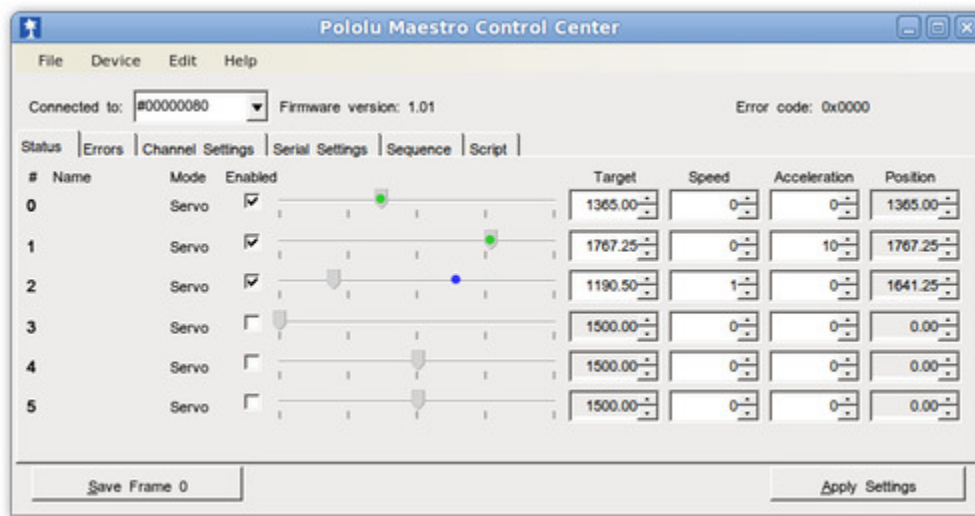 Pololu Maestro Control Center
File Device Edit Help
Connected to: #00000080 Firmware version: 1.01 Error code: 0x0000
Status Errors Channel Settings Serial Settings Sequence Script
# Name Mode Enabled Target Speed Acceleration Position
0 Servo 1365.00 0 0 1365.00
1 Servo 1767.25 0 10 1767.25
2 Servo 1190.50 1 0 1641.25
3 Servo 1500.00 0 0 0.00
4 Servo 1500.00 0 0 0.00
5 Servo 1500.00 0 0 0.00
Save Frame 0 Apply Settings